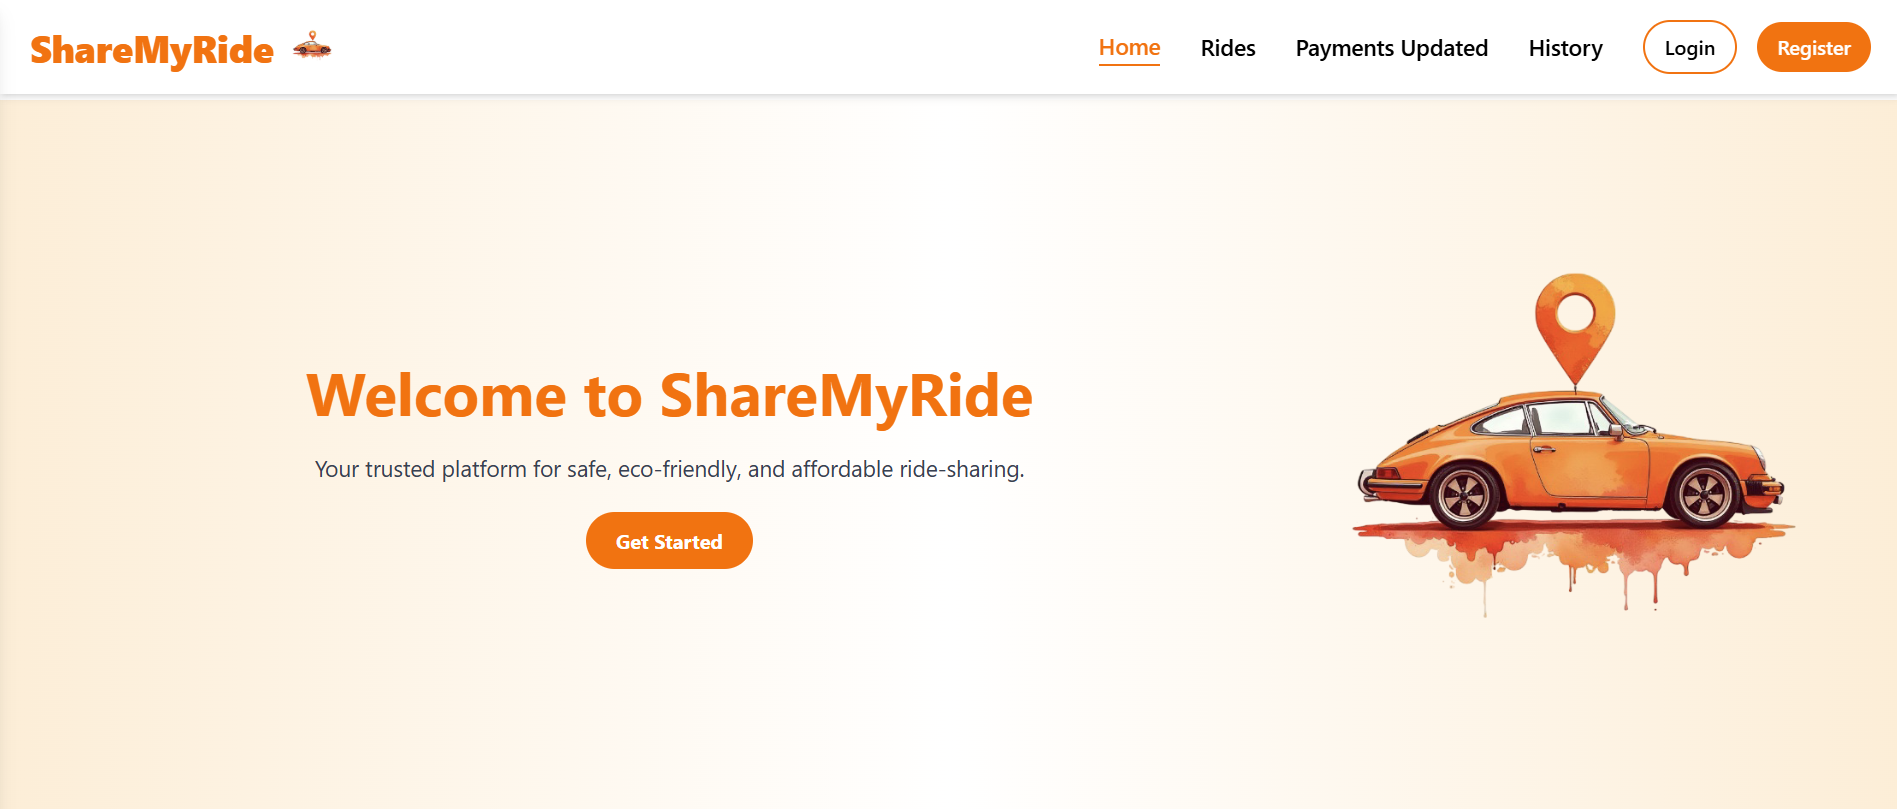 ShareMyRide
Home Rides Payments Updated History Login Register
Welcome to ShareMyRide
Your trusted platform for safe, eco-friendly, and affordable ride-sharing.
Get Started